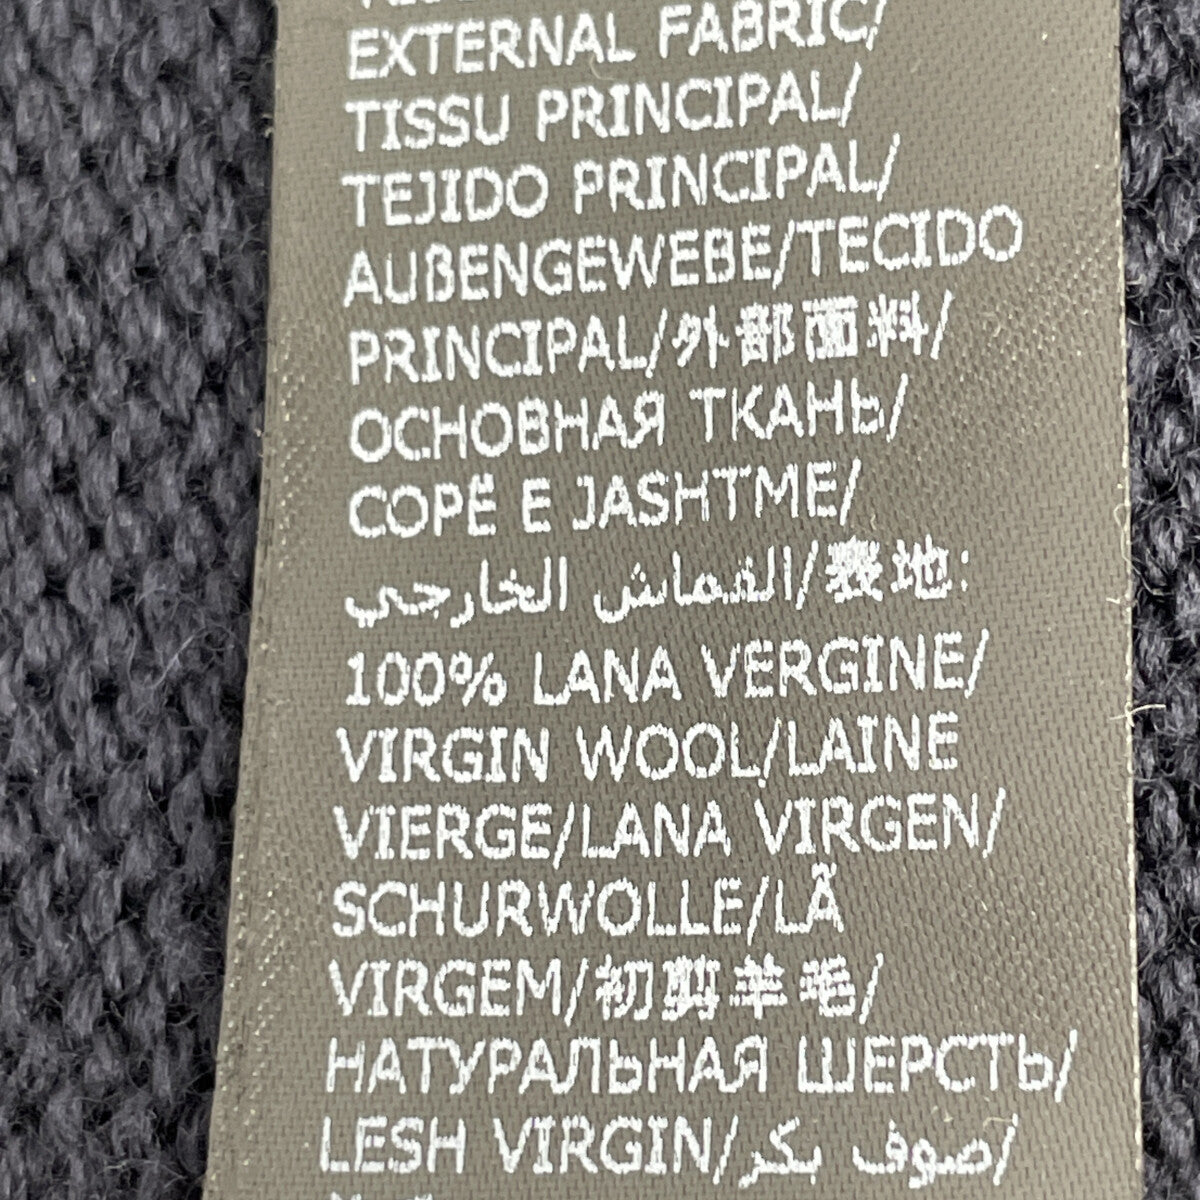 EXTERNAL FABRIC/
TISSU PRINCIPAL/
TEJIDO PRINCIPAL/
AUßENGEWEBE/TECIDO
PRINCIPAL/外部面料/
ОСНОВНАЯ ТКАНЬ/
COPË E JASHTME/
القماش الخارجي/表地:
100% LANA VERGINE/
VIRGIN WOOL/LAINE
VIERGE/LANA VIRGEN/
SCHURWOLLE/LÃ
VIRGEM/初剪羊毛/
НАТУРАЛЬНАЯ ШЕРСТЬ/
LESH VIRGIN/صوف بكر/